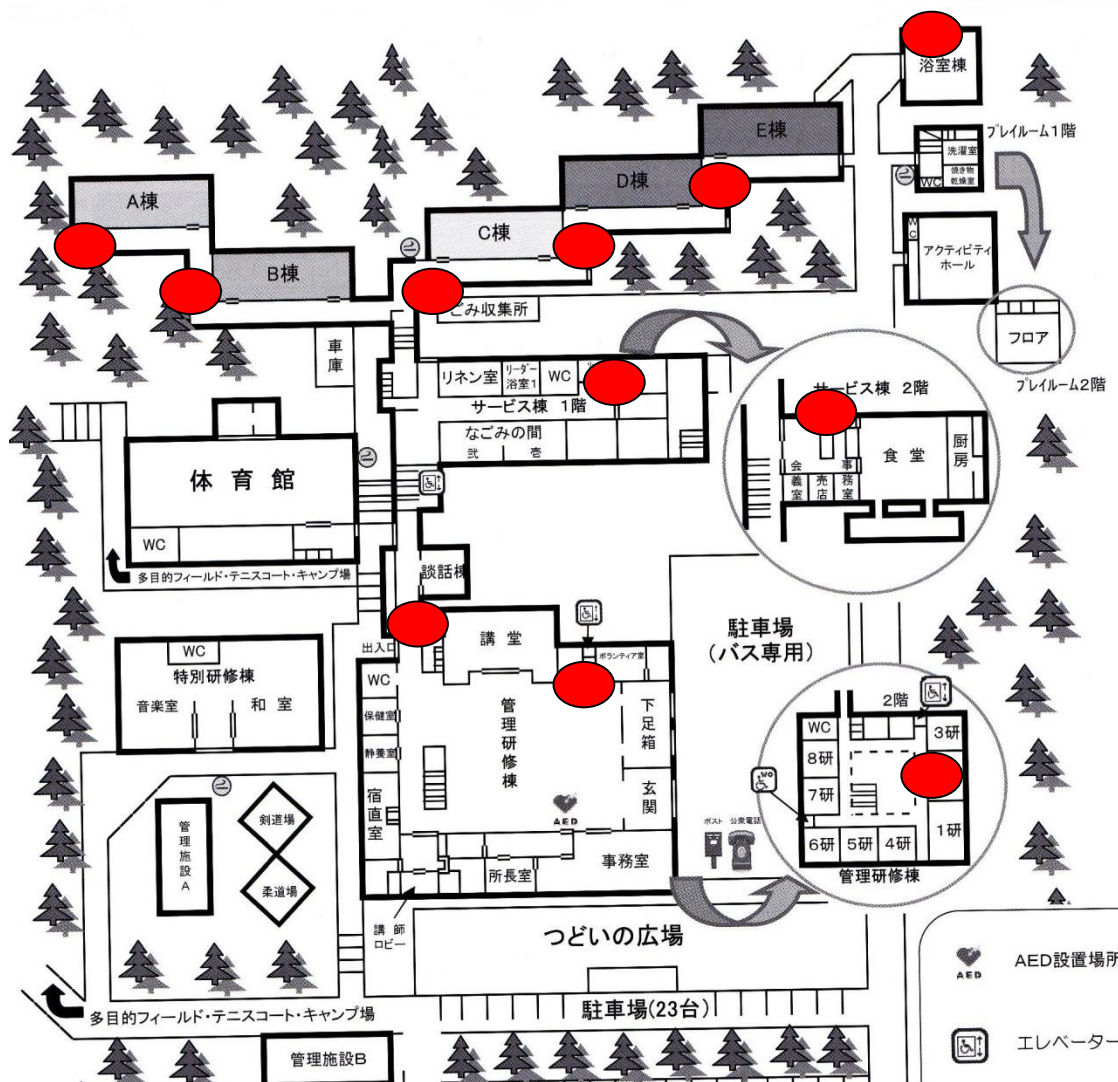 浴室棟
プレイルーム1階
洗濯室
焼き物
乾燥室
WC
E棟
D棟
C棟
A棟
B棟
WC
アクティビティ
ホール
フロア
プレイルーム2階
ごみ収集所
車庫
リネン室
リーダー
浴室1
WC
サービス棟 1階
なごみの間
弐 壱
サービス棟 2階
会議室
売店
事務室
食堂
厨房
体育館
WC
多目的フィールド・テニスコート・キャンプ場
談話棟
講堂
出入口
ボランティア室
駐車場
(バス専用)
WC
特別研修棟
音楽室
和室
WC
保健室
静養室
宿直室
管理研修棟
下足箱
玄関
AED
事務室
所長室
講師
ロビー
ポスト
公衆電話
2階
WC
3研
8研
7研
1研
6研
5研
4研
管理研修棟
WC
管理施設A
剣道場
柔道場
つどいの広場
駐車場(23台)
多目的フィールド・テニスコート・キャンプ場
管理施設B
AED
AED設置場所
エレベーター